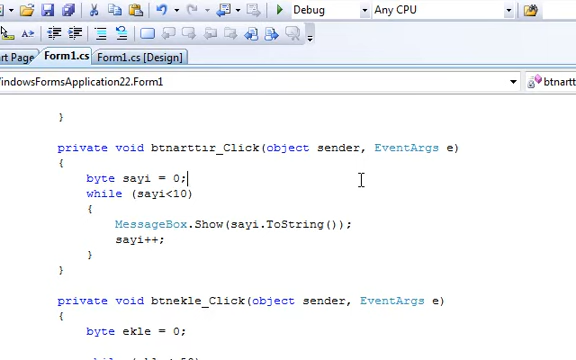 Debug Any CPU
rt Page Form1.cs Form1.cs [Design]
indowsFormsApplication22.Form1 btnartt
}
private void btnarttır_Click(object sender, EventArgs e)
{
byte sayi = 0;
while (sayi<10)
{
MessageBox.Show(sayi.ToString());
sayi++;
}
}
private void btnekle_Click(object sender, EventArgs e)
{
byte ekle = 0;